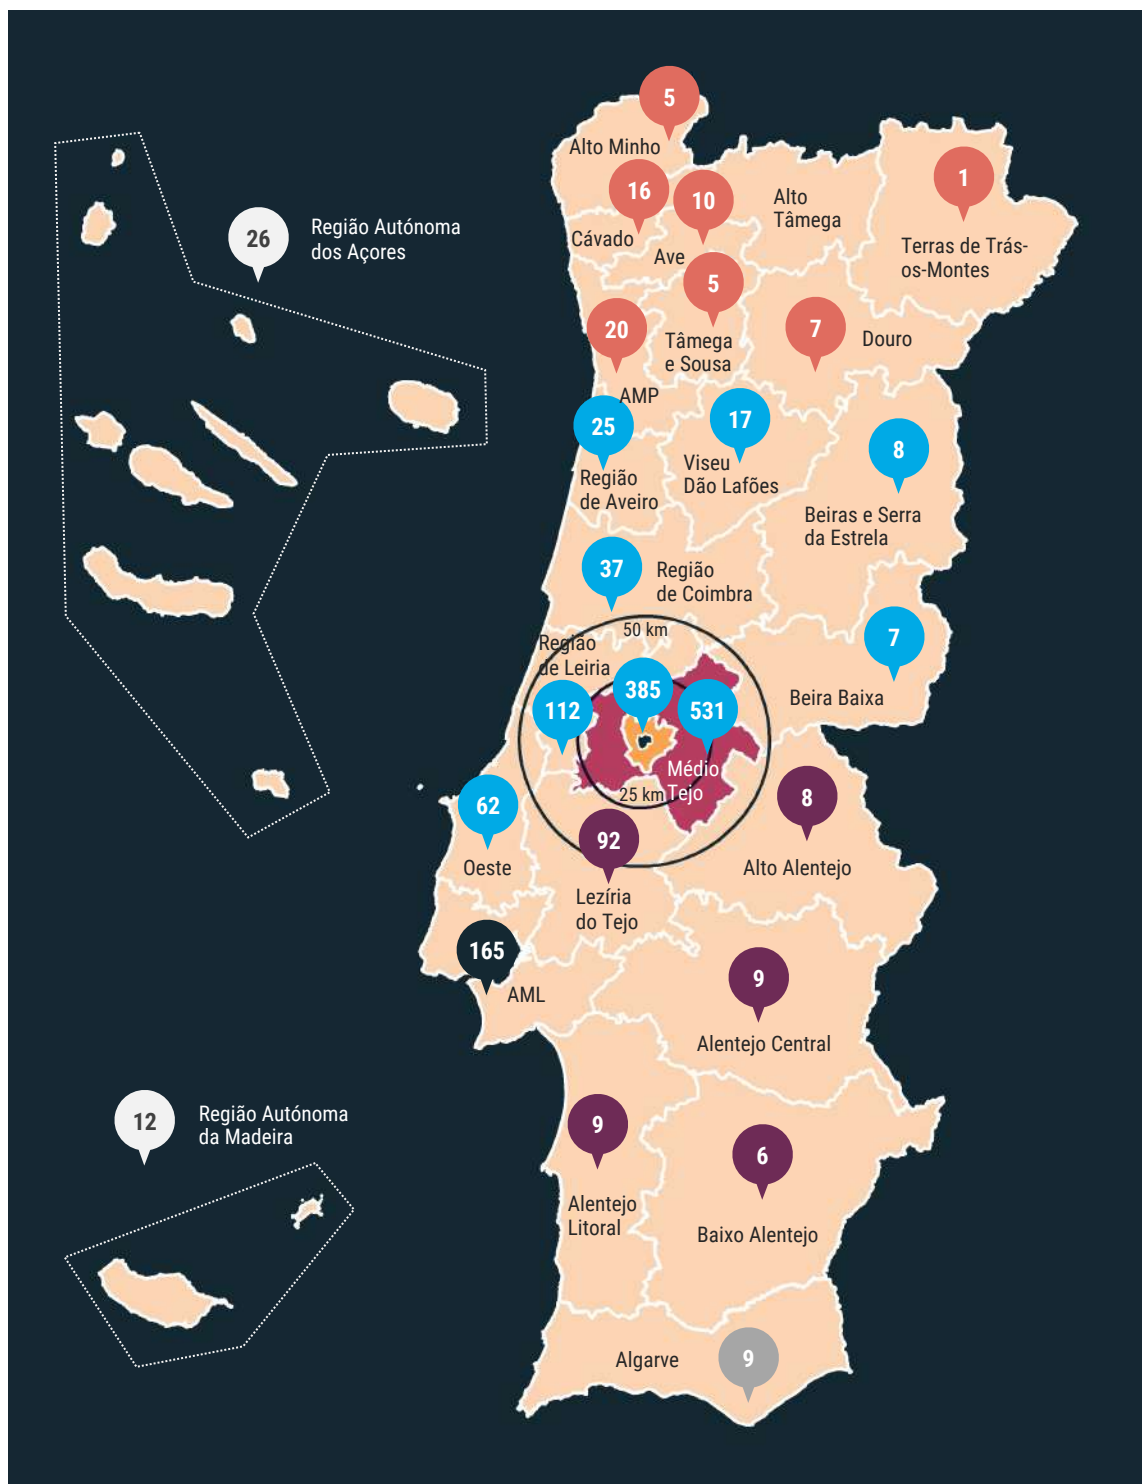 5
Alto Minho
16
10
Alto
Tâmega
1
Cávado
Ave
Terras de Trás-
os-Montes
26
Região Autónoma
dos Açores
5
20
Tâmega
e Sousa
7
Douro
AMP
25
17
8
Região
de Aveiro
Viseu
Dão Lafões
Beiras e Serra
da Estrela
37
Região
de Coimbra
50 km
7
Região
de Leiria
385
112
531
Beira Baixa
Médio
Tejo
25 km
62
8
92
Oeste
Alto Alentejo
Lezíria
do Tejo
165
9
AML
Alentejo Central
12
Região Autónoma
da Madeira
9
6
Alentejo
Litoral
Baixo Alentejo
Algarve
9